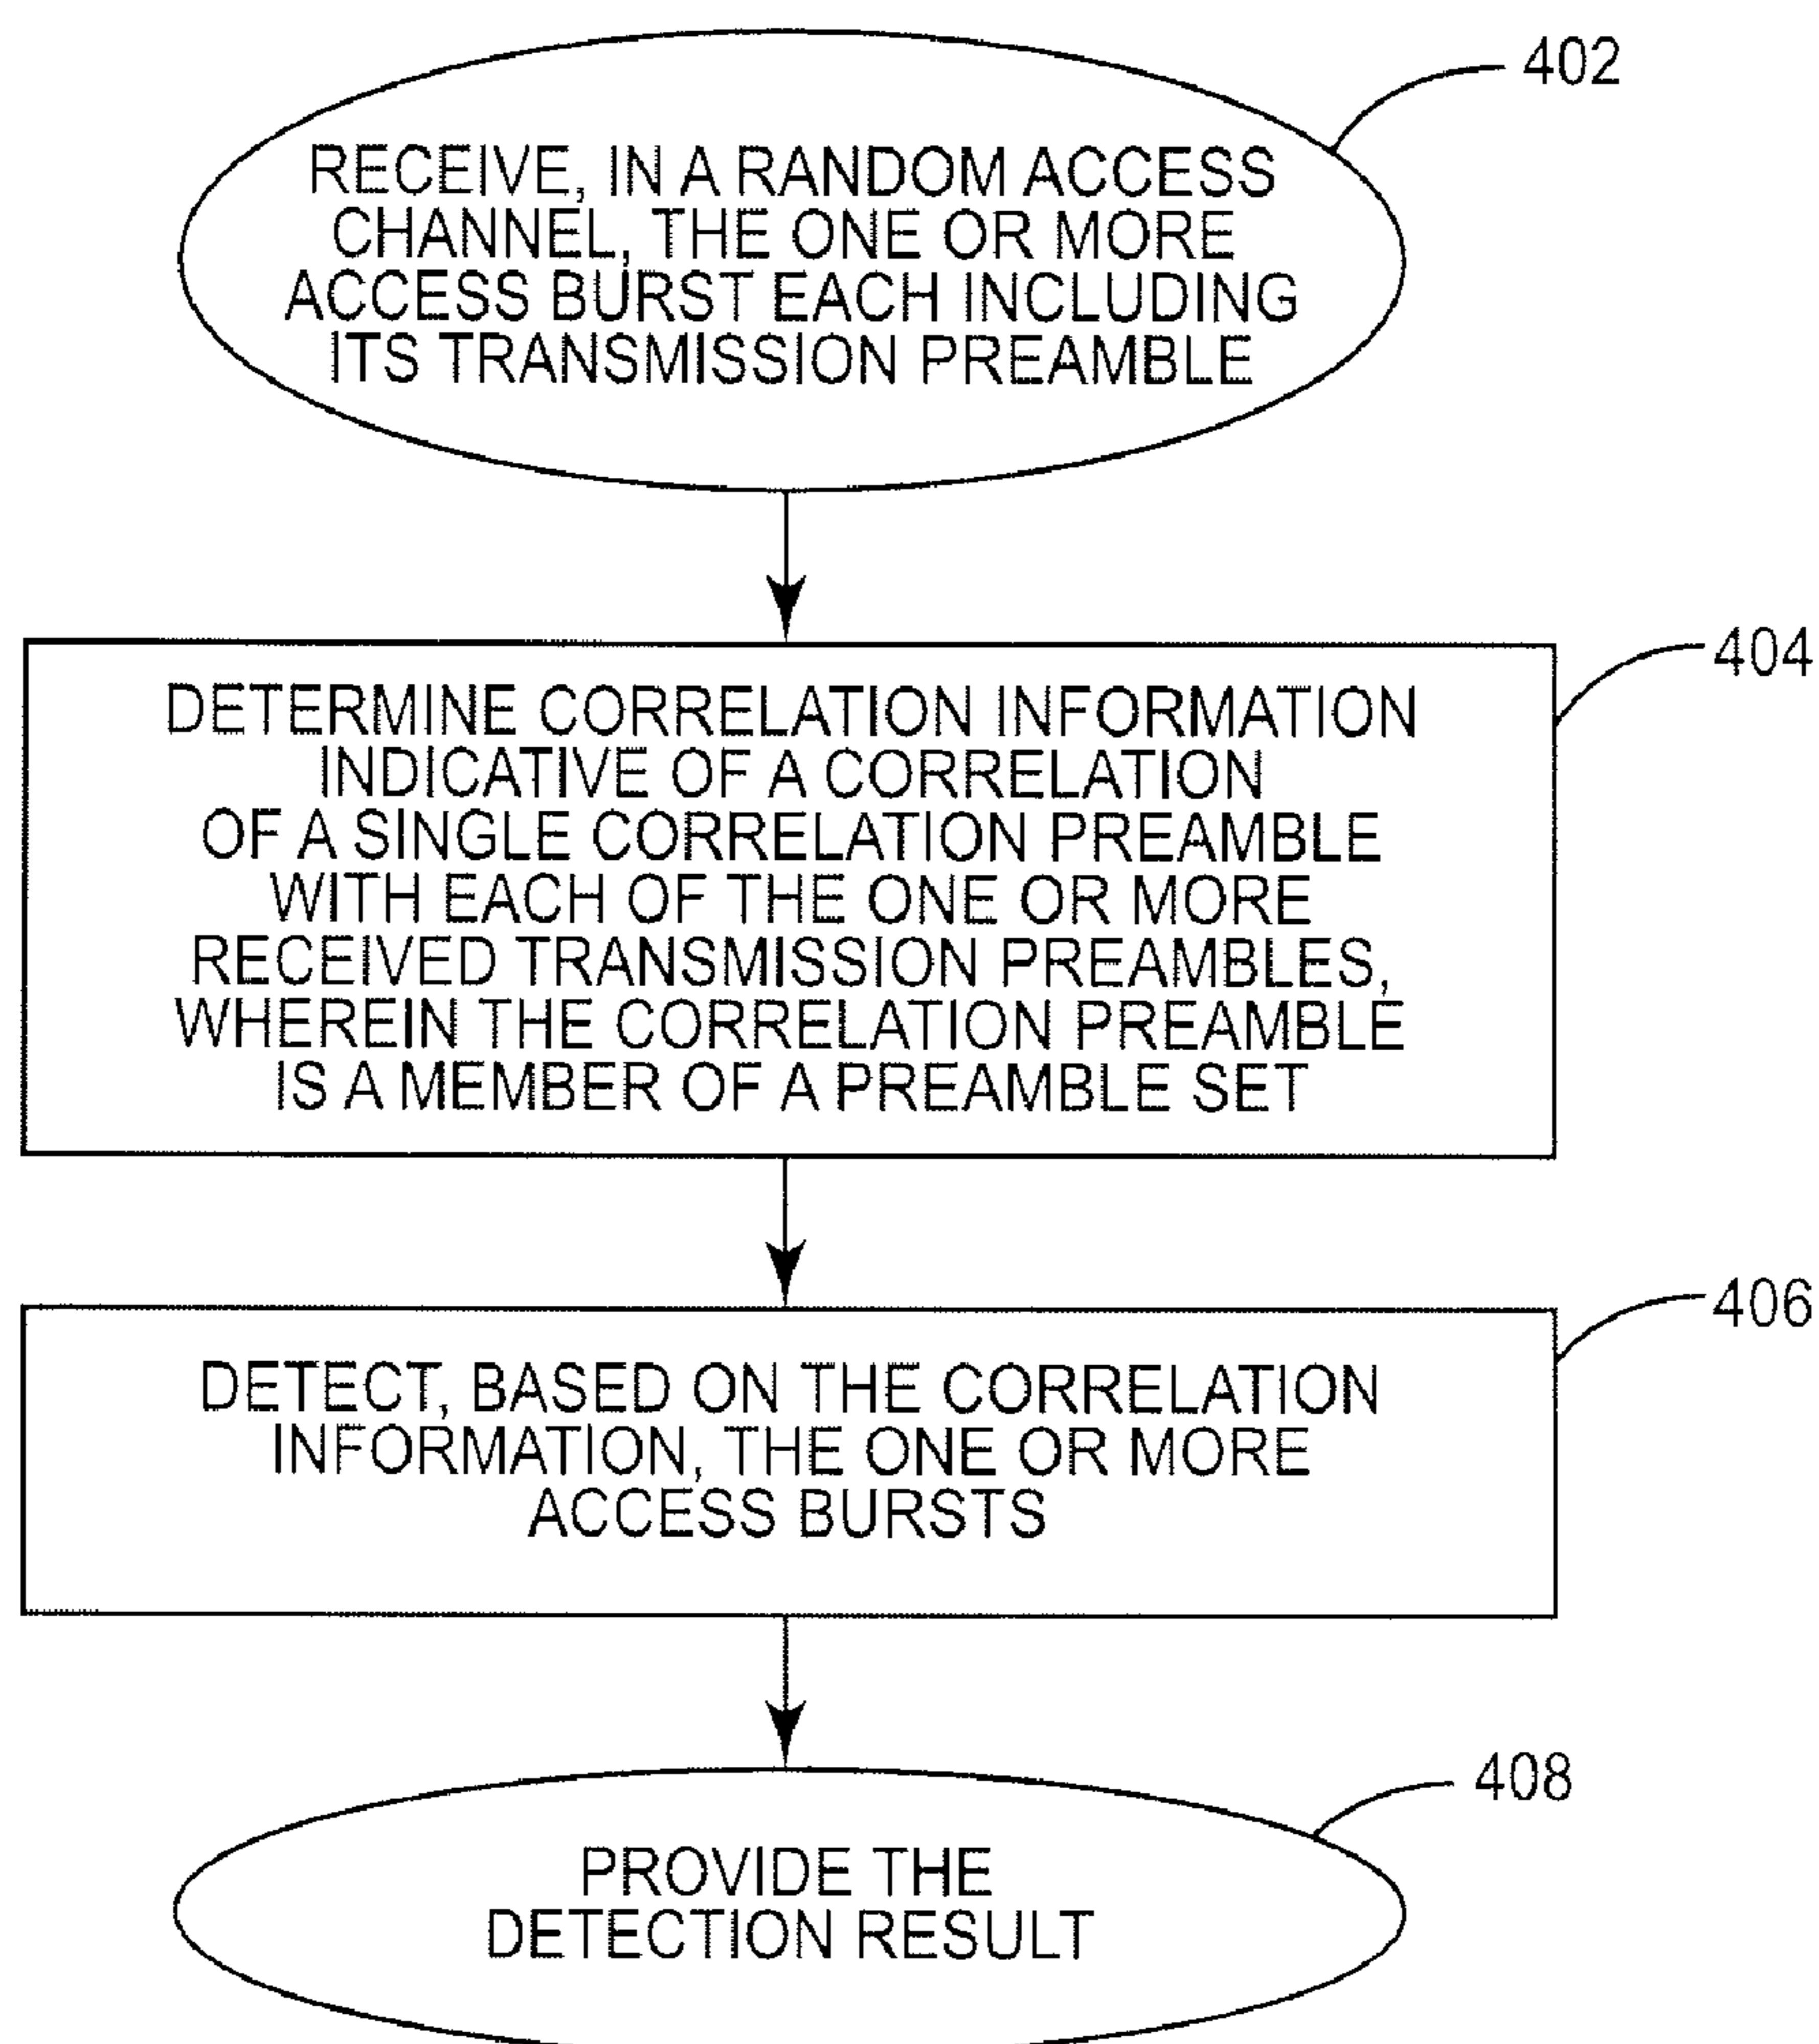 402
RECEIVE, IN A RANDOM ACCESS
CHANNEL, THE ONE OR MORE
ACCESS BURST EACH INCLUDING
ITS TRANSMISSION PREAMBLE
404
DETERMINE CORRELATION INFORMATION
INDICATIVE OF A CORRELATION
OF A SINGLE CORRELATION PREAMBLE
WITH EACH OF THE ONE OR MORE
RECEIVED TRANSMISSION PREAMBLES,
WHEREIN THE CORRELATION PREAMBLE
IS A MEMBER OF A PREAMBLE SET
406
DETECT, BASED ON THE CORRELATION
INFORMATION, THE ONE OR MORE
ACCESS BURSTS
408
PROVIDE THE
DETECTION RESULT